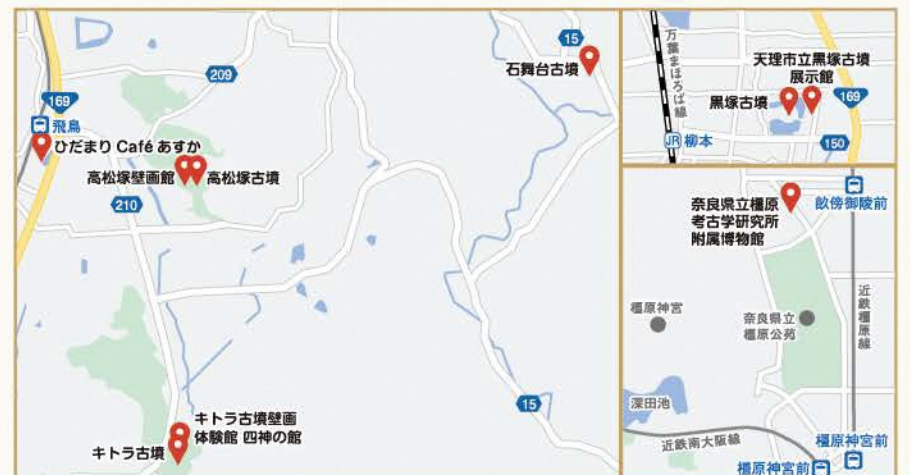 15
石舞台古墳
209
169
飛鳥
ひだまり Café あすか
高松塚壁画館
高松塚古墳
210
15
キトラ古墳壁画
体験館 四神の館
キトラ古墳
万葉まほろば線
天理市立黒塚古墳
展示館
黒塚古墳
169
JR 柳本
150
奈良県立橿原
考古学研究所
附属博物館
畝傍御陵前
橿原神宮
奈良県立
橿原公苑
近鉄橿原線
深田池
近鉄南大阪線
橿原神宮前
橿原神宮前